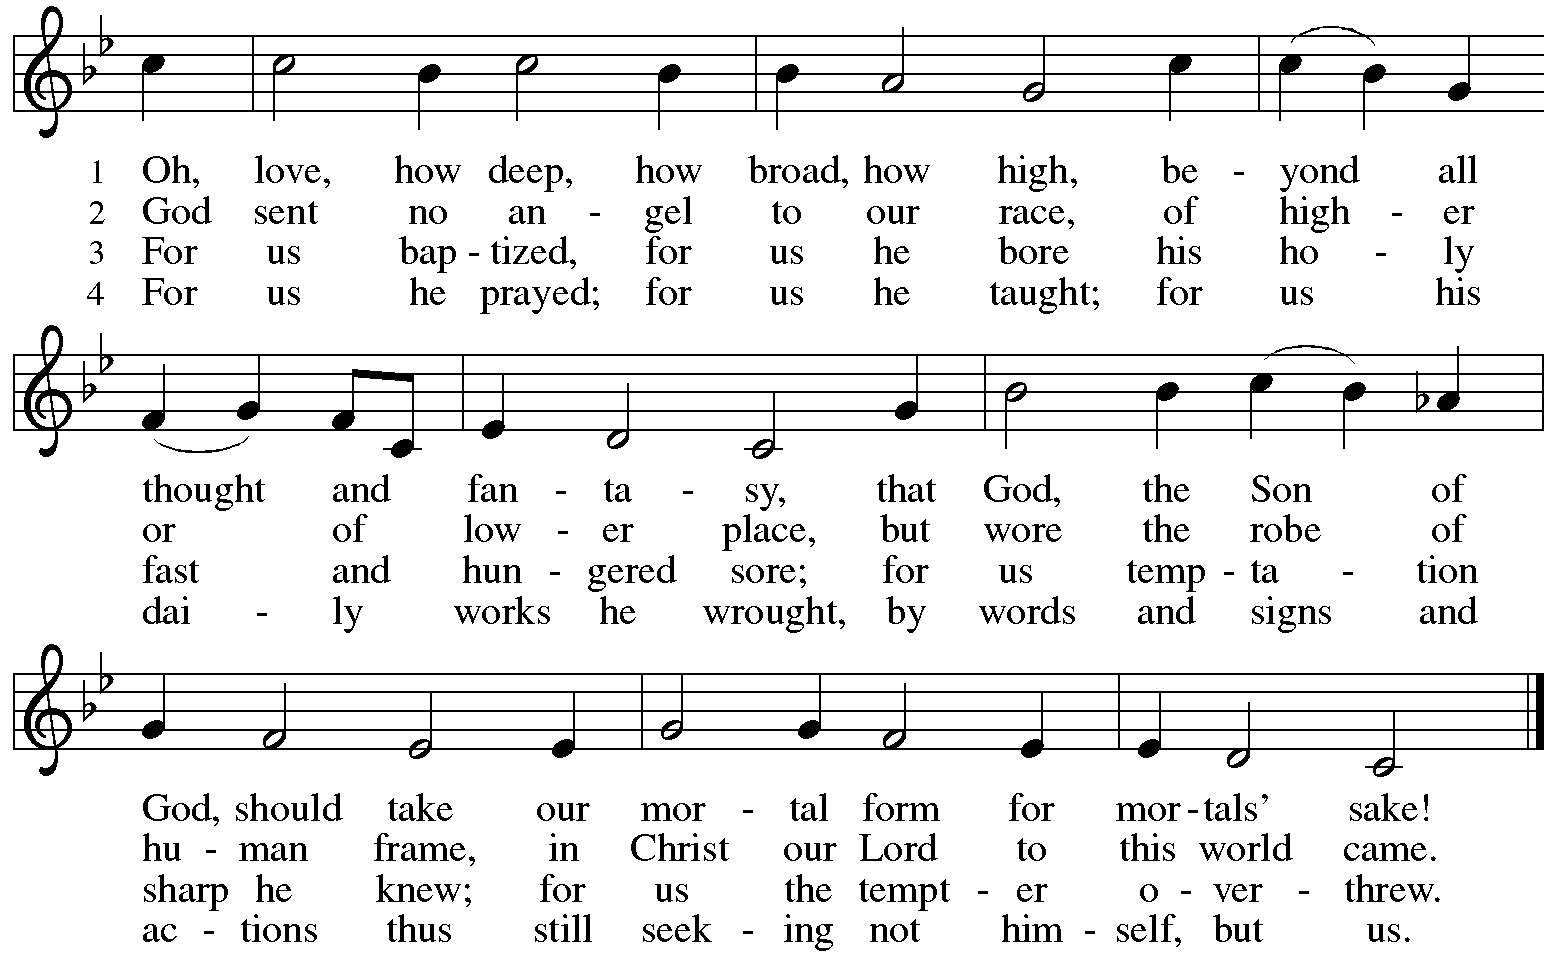 1 Oh, love, how deep, how broad, how high, be - yond all
2 God sent no an - gel to our race, of high - er
3 For us bap - tized, for us he bore his ho - ly
4 For us he prayed; for us he taught; for us his
thought and fan - ta - sy, that God, the Son of
or of low - er place, but wore the robe of
fast and hun - gered sore; for us temp - ta - tion
dai - ly works he wrought, by words and signs and
God, should take our mor - tal form for mor - tals' sake!
hu - man frame, in Christ our Lord to this world came.
sharp he knew; for us the tempt - er o - ver - threw.
ac - tions thus still seek - ing not him - self, but us.